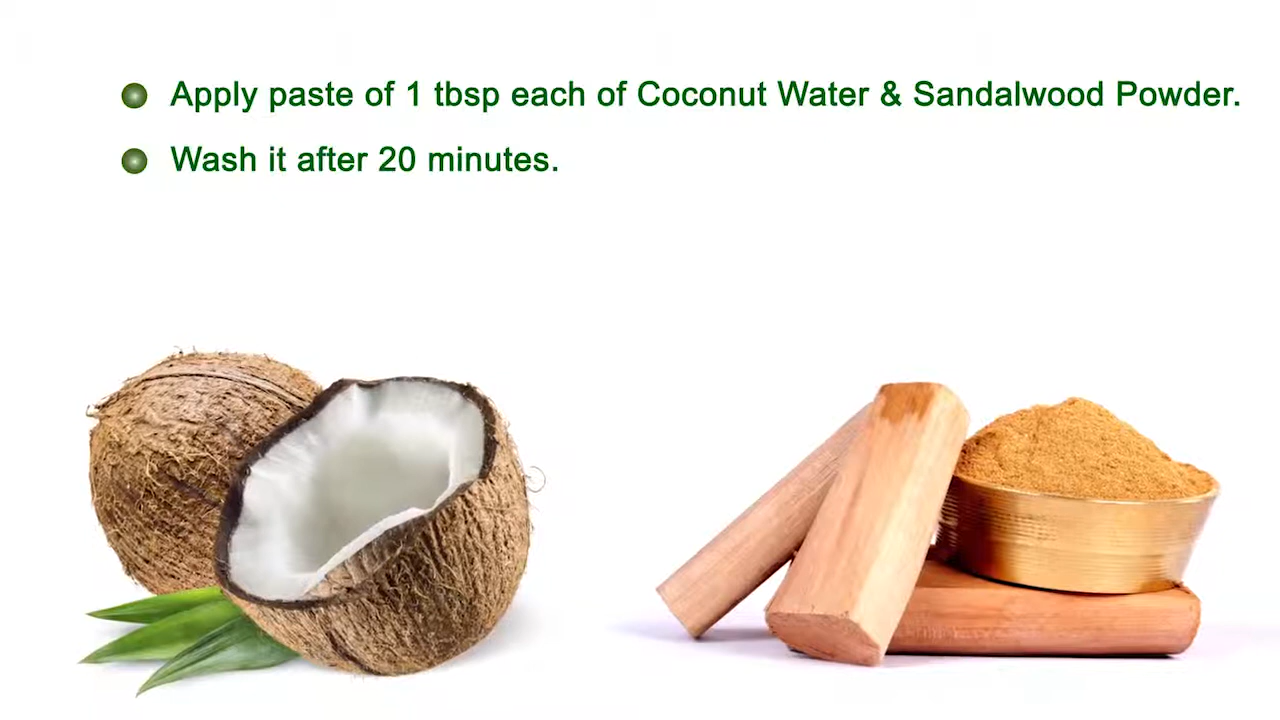 Apply paste of 1 tbsp each of Coconut Water & Sandalwood Powder.
Wash it after 20 minutes.